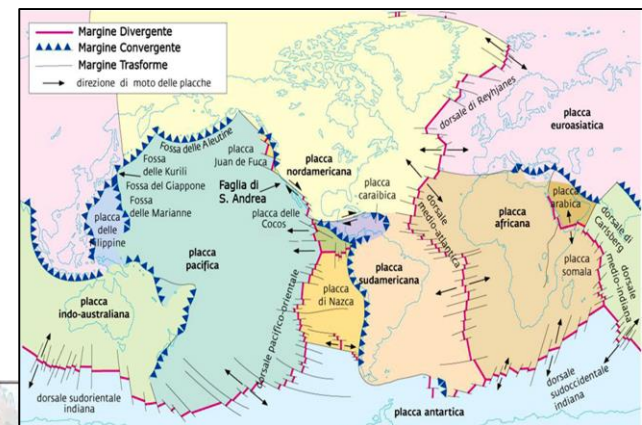 Margine Divergente
Margine Convergente
Margine Trasforme
direzione di moto delle placche
Fossa delle Aleutine
Fossa
delle Kurili
Fossa del Giappone
Fossa
delle Marianne
placca
delle
Filippine
placca
Juan de Fuca
Faglia di
S. Andrea
placca delle
Cocos
placca
nordamericana
placca
caraibica
dorsale di Reyhjanes
placca
euroasiatica
placca
pacifica
placca
indo-australiana
dorsale sudorientale
indiana
dorsale pacifico-orientale
placca
di Nazca
placca
sudamericana
dorsale
medio-atlantica
placca
africana
placca
arabica
placca
somala
dorsale di
Carlsberg
dorsale
medio-indiana
dorsale
sudoccidentale
indiana
placca antartica